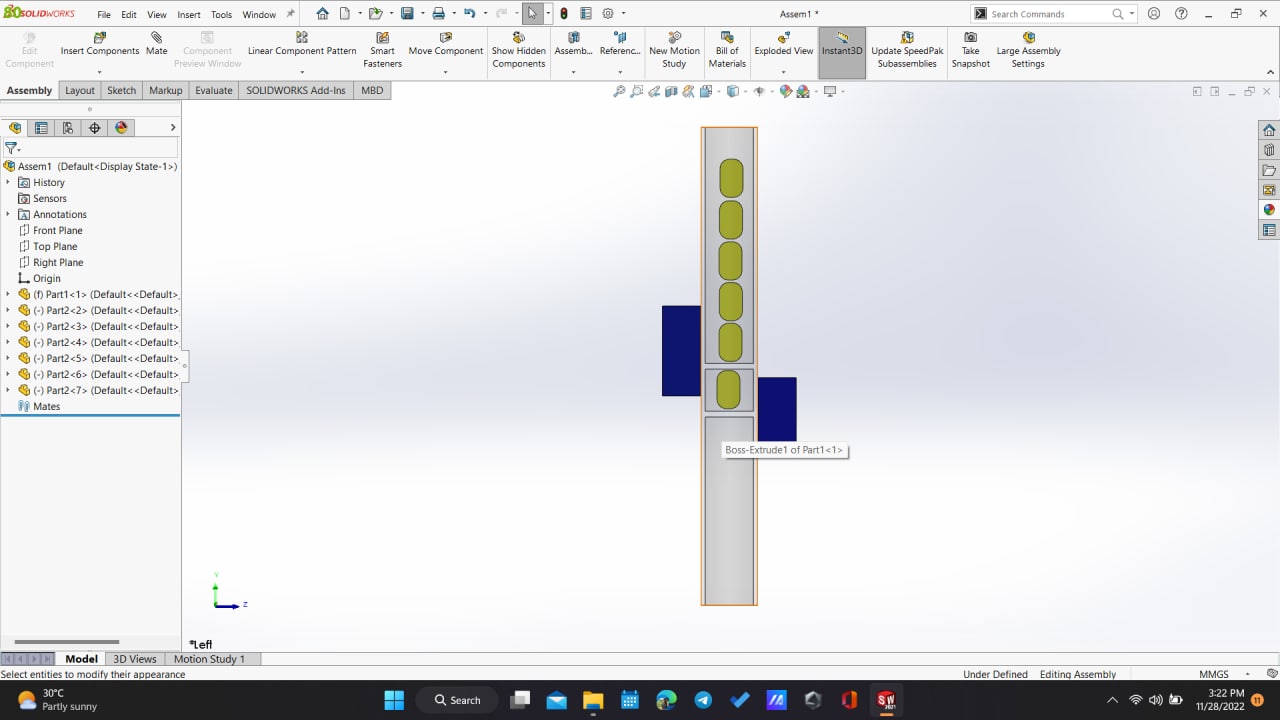 80
SOLIDWORKS File Edit View Insert Tools Window Assem1 * Search Commands
Edit Component
Insert Components
Mate
Component Preview Window
Linear Component Pattern
Smart Fasteners
Move Component
Show Hidden Components
Assemb...
Referenc...
New Motion Study
Bill of Materials
Exploded View
Instant3D
Update SpeedPak Subassemblies
Take Snapshot
Large Assembly Settings
Assembly Layout Sketch Markup Evaluate SOLIDWORKS Add-Ins MBD
Assem1 (Default<Display State-1>)
History
Sensors
Annotations
Front Plane
Top Plane
Right Plane
Origin
(f) Part1<1> (Default<<Default>
(-) Part2<2> (Default<<Default>
(-) Part2<3> (Default<<Default>
(-) Part2<4> (Default<<Default>
(-) Part2<5> (Default<<Default>
(-) Part2<6> (Default<<Default>
(-) Part2<7> (Default<<Default>
Mates
Boss-Extrude1 of Part1<1>
Y
Z
*Left
Model 3D Views Motion Study 1
Select entities to modify their appearance Under Defined Editing Assembly MMGS
30°C
Partly sunny
Search
SW
2021
3:22 PM
11/28/2022
11